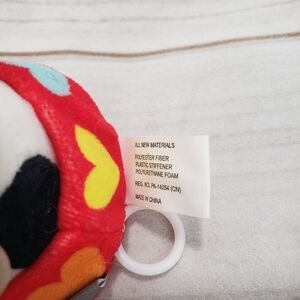 ALL NEW MATERIALS
POLYESTER FIBER
PLASTIC STIFFENER
POLYURETHANE FOAM
REG. NO. PA-14254 (CN)
MADE IN CHINA